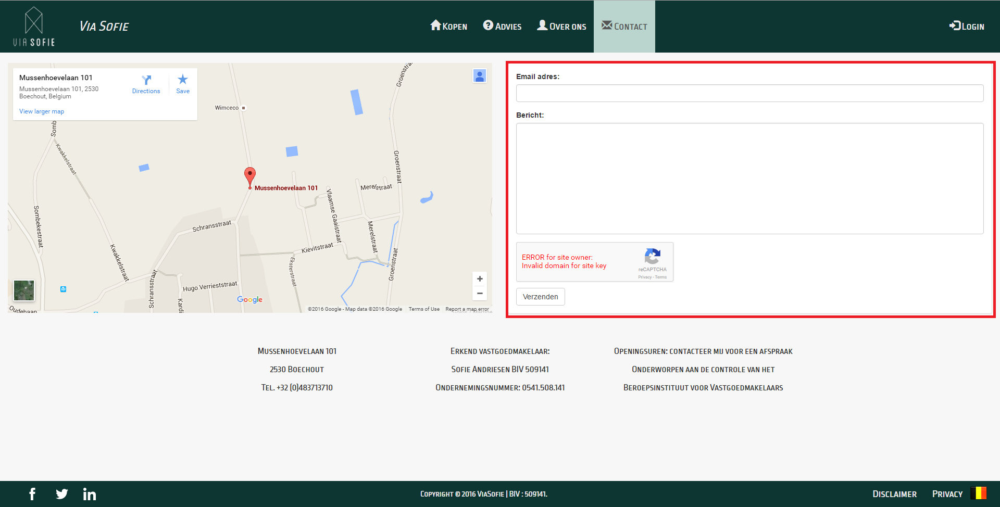 VIA SOFIE
Via Sofie
Kopen
Advies
Over ons
Contact
Login
Mussenhoevelaan 101
Mussenhoevelaan 101, 2530
Boechout, Belgium
View larger map
Directions
Save
Wimceco
Groenstraat
Somb
Kwakkelstraat
Groenstraat
Mussenhoevelaan 101
Merelstraat
Vlaamse Gaaistraat
Sombekestraat
Schransstraat
Merelstraat
Kwakkelstraat
Kievitstraat
Groenstraat
Eksterstraat
Schransstraat
Hugo Verrieststraat
Kardi
Oudebaan
Google
©2016 Google - Map data ©2016 Google
Terms of Use
Report a map error
Email adres:
Bericht:
ERROR for site owner:
Invalid domain for site key
reCAPTCHA
Privacy - Terms
Verzenden
Mussenhoevelaan 101
2530 Boechout
Tel. +32 (0)483713710
Erkend vastgoedmakelaar:
Sofie Andriesen BIV 509141
Ondernemingsnummer: 0541.508.141
Openingsuren: contacteer mij voor een afspraak
Onderworpen aan de controle van het
Beroepsinstituut voor Vastgoedmakelaars
Copyright © 2016 ViaSofie | BIV : 509141.
Disclaimer
Privacy